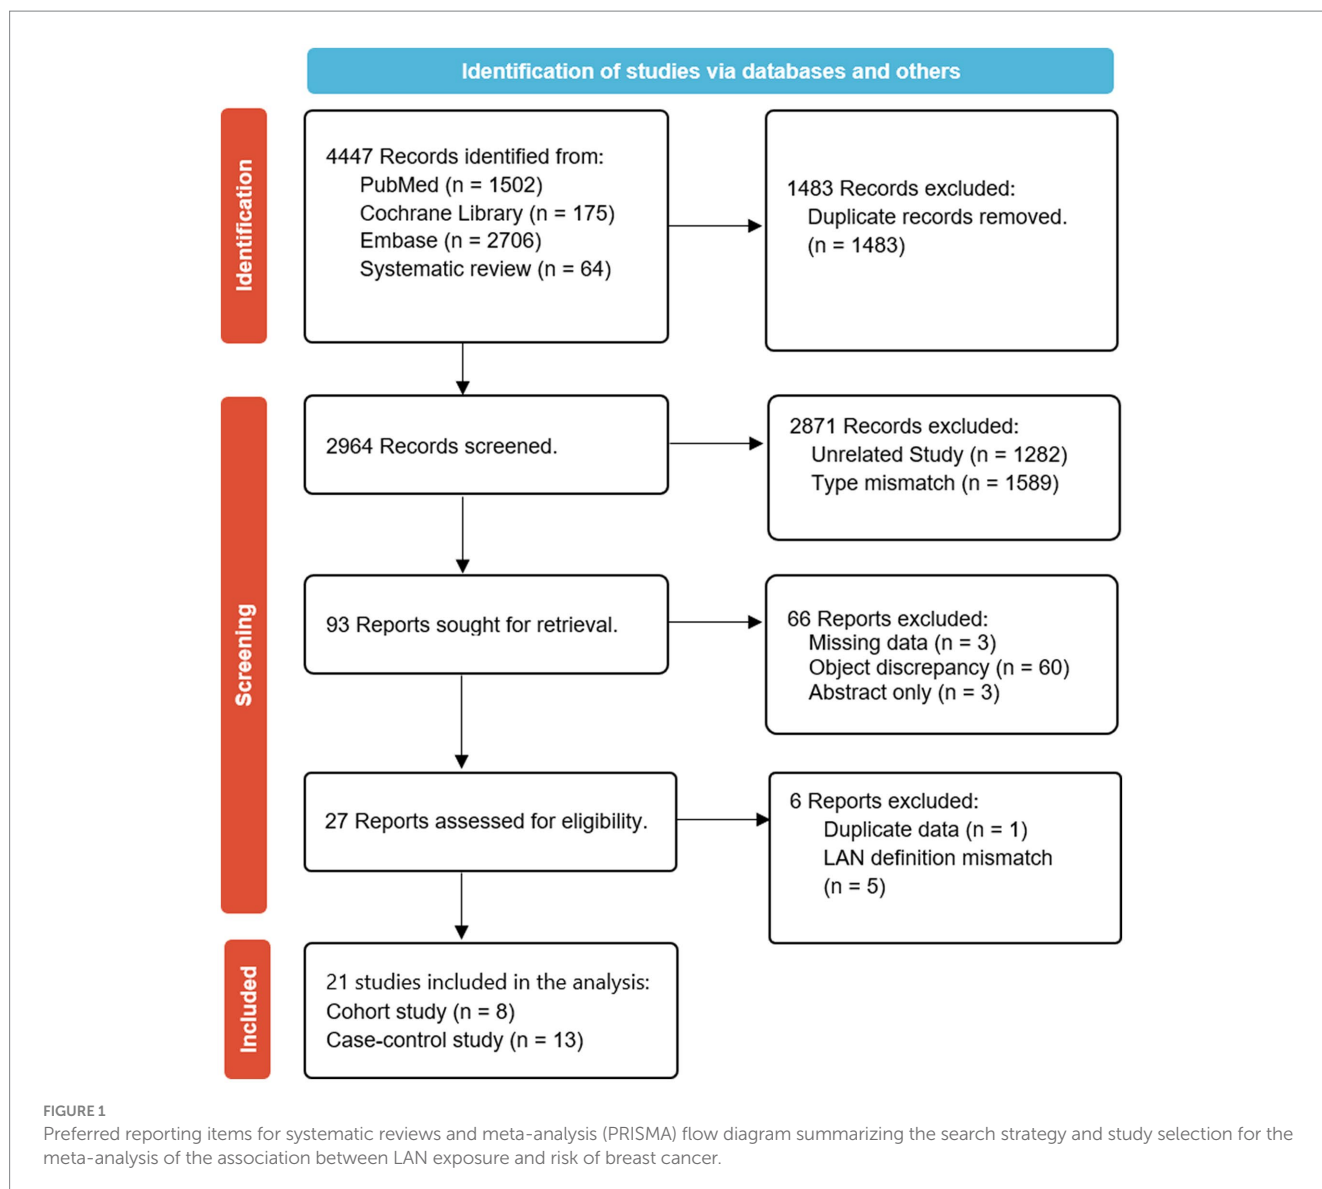 Identification of studies via databases and others
Identification
4447 Records identified from:
PubMed (n = 1502)
Cochrane Library (n = 175)
Embase (n = 2706)
Systematic review (n = 64)
1483 Records excluded:
Duplicate records removed.
(n = 1483)
Screening
2964 Records screened.
2871 Records excluded:
Unrelated Study (n = 1282)
Type mismatch (n = 1589)
93 Reports sought for retrieval.
66 Reports excluded:
Missing data (n = 3)
Object discrepancy (n = 60)
Abstract only (n = 3)
27 Reports assessed for eligibility.
6 Reports excluded:
Duplicate data (n = 1)
LAN definition mismatch
(n = 5)
Included
21 studies included in the analysis:
Cohort study (n = 8)
Case-control study (n = 13)
FIGURE 1
Preferred reporting items for systematic reviews and meta-analysis (PRISMA) flow diagram summarizing the search strategy and study selection for the
meta-analysis of the association between LAN exposure and risk of breast cancer.